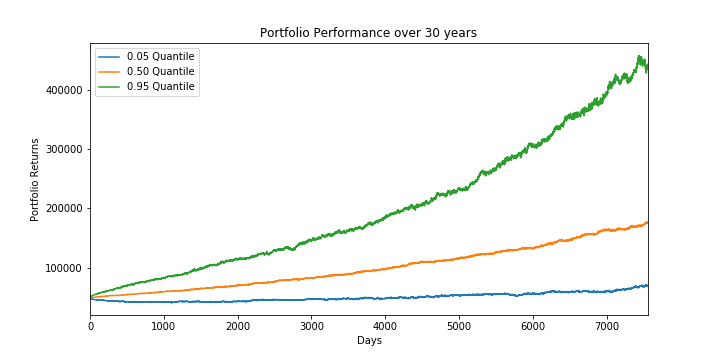 Portfolio Performance over 30 years
0.05 Quantile
0.50 Quantile
0.95 Quantile
400000
300000
200000
100000
Portfolio Returns
0 1000 2000 3000 4000 5000 6000 7000
Days